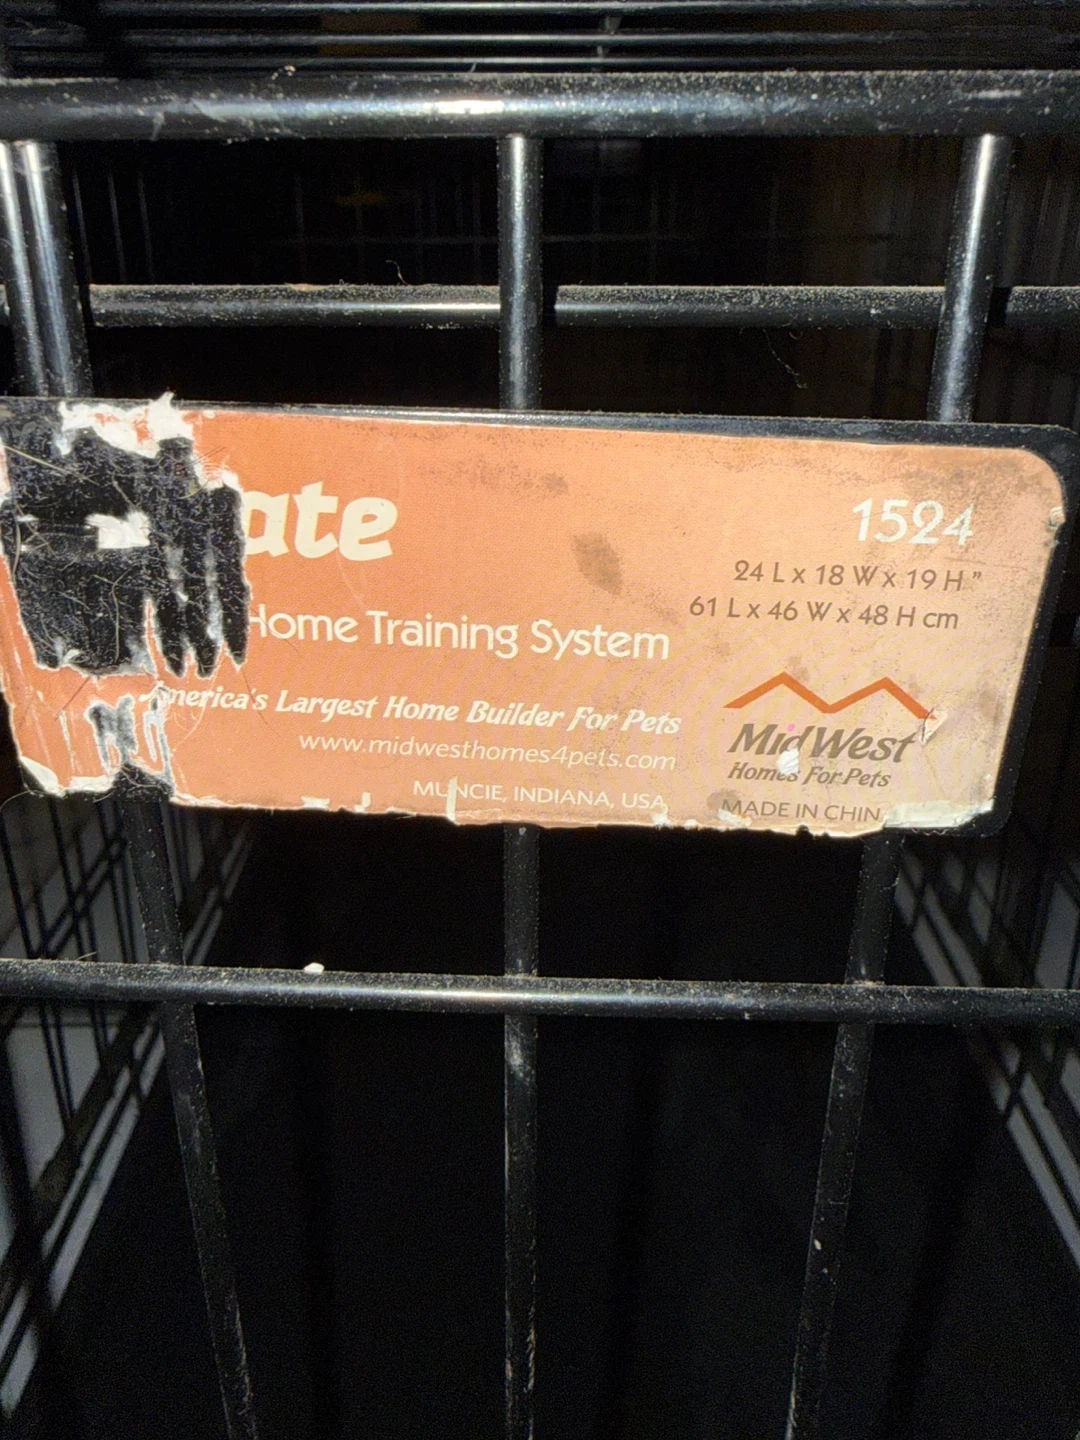 ate
1524
24 L x 18 W x 19 H "
61 L x 46 W x 48 H cm
Home Training System
America's Largest Home Builder For Pets
www.midwesthomes4pets.com
MUNCIE, INDIANA, USA
MidWest
Homes For Pets
MADE IN CHIN